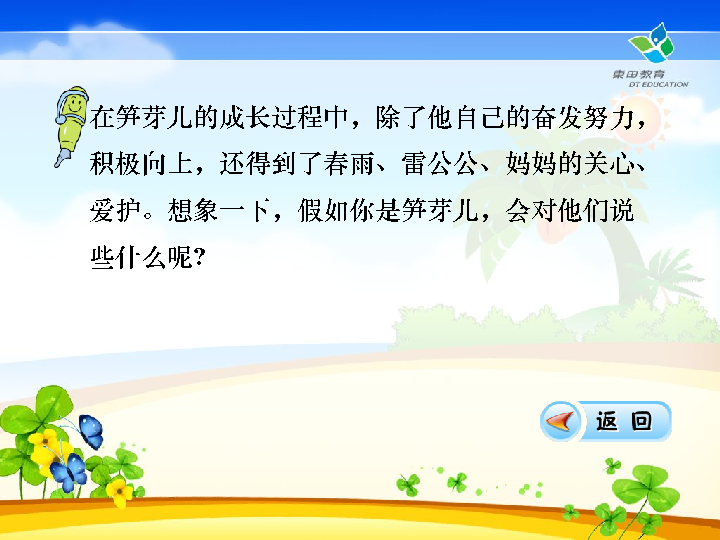 東田教育
DT EDUCATION
在笋芽儿的成长过程中，除了他自己的奋发努力，
积极向上，还得到了春雨、雷公公、妈妈的关心、
爱护。想象一下，假如你是笋芽儿，会对他们说
些什么呢？
返 回